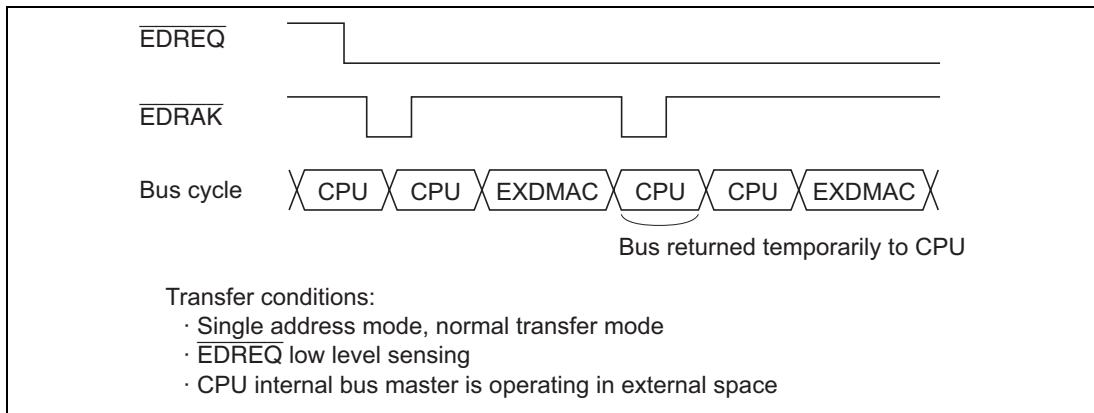 EDREQ
EDRAK
Bus cycle CPU CPU EXDMAC CPU CPU EXDMAC
Bus returned temporarily to CPU
Transfer conditions:
· Single address mode, normal transfer mode
· EDREQ low level sensing
· CPU internal bus master is operating in external space